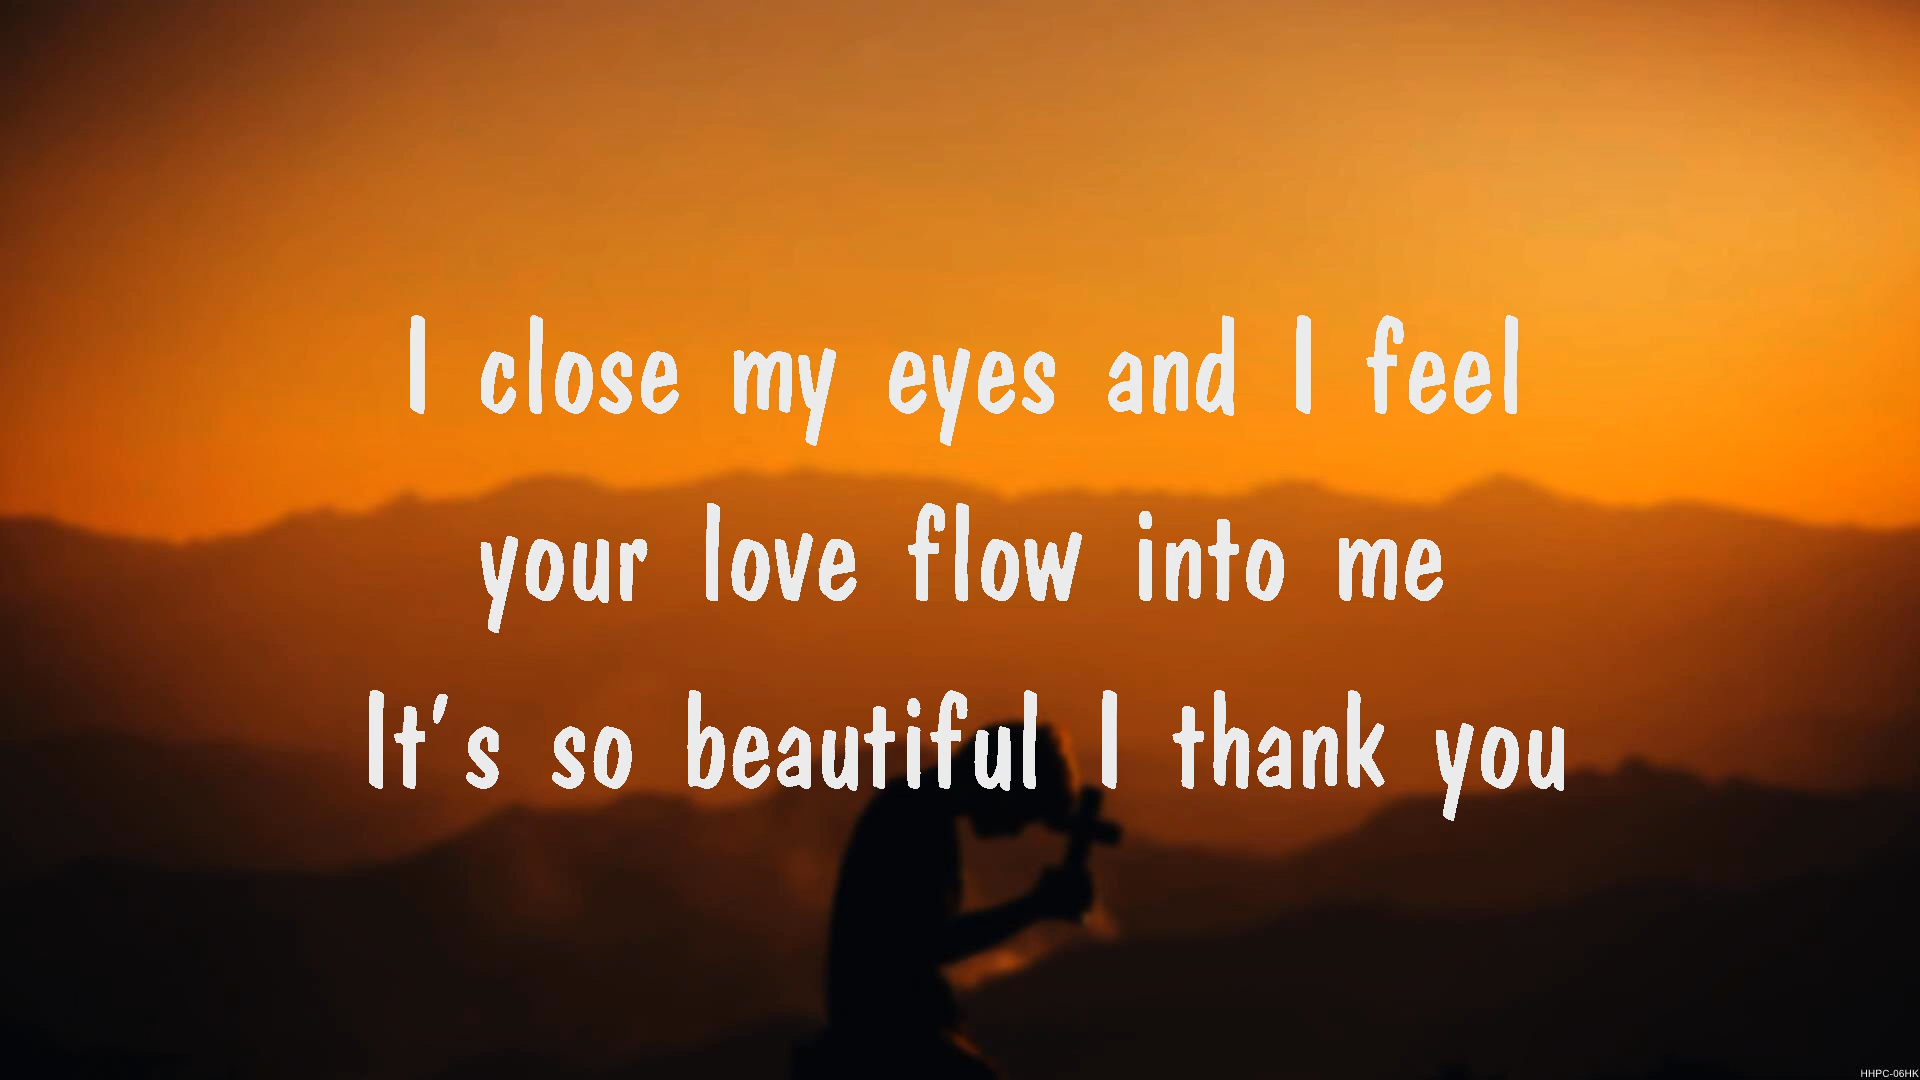 I close my eyes and I feel
your love flow into me
It's so beautiful I thank you
HHPC-06HK